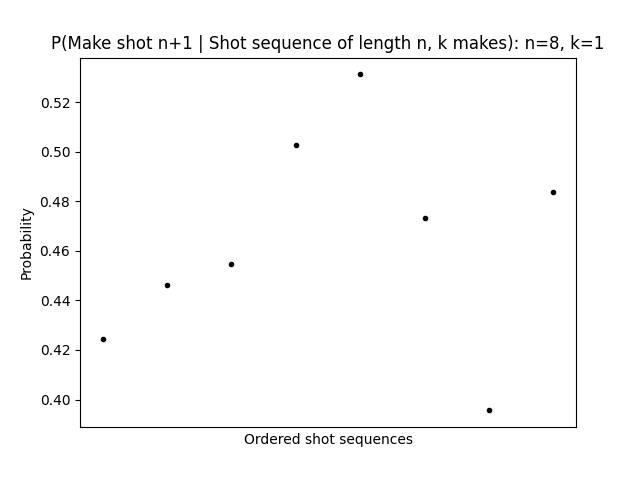 P(Make shot n+1 | Shot sequence of length n, k makes): n=8, k=1
0.52
0.50
0.48
0.46
0.44
0.42
0.40
Probability
Ordered shot sequences